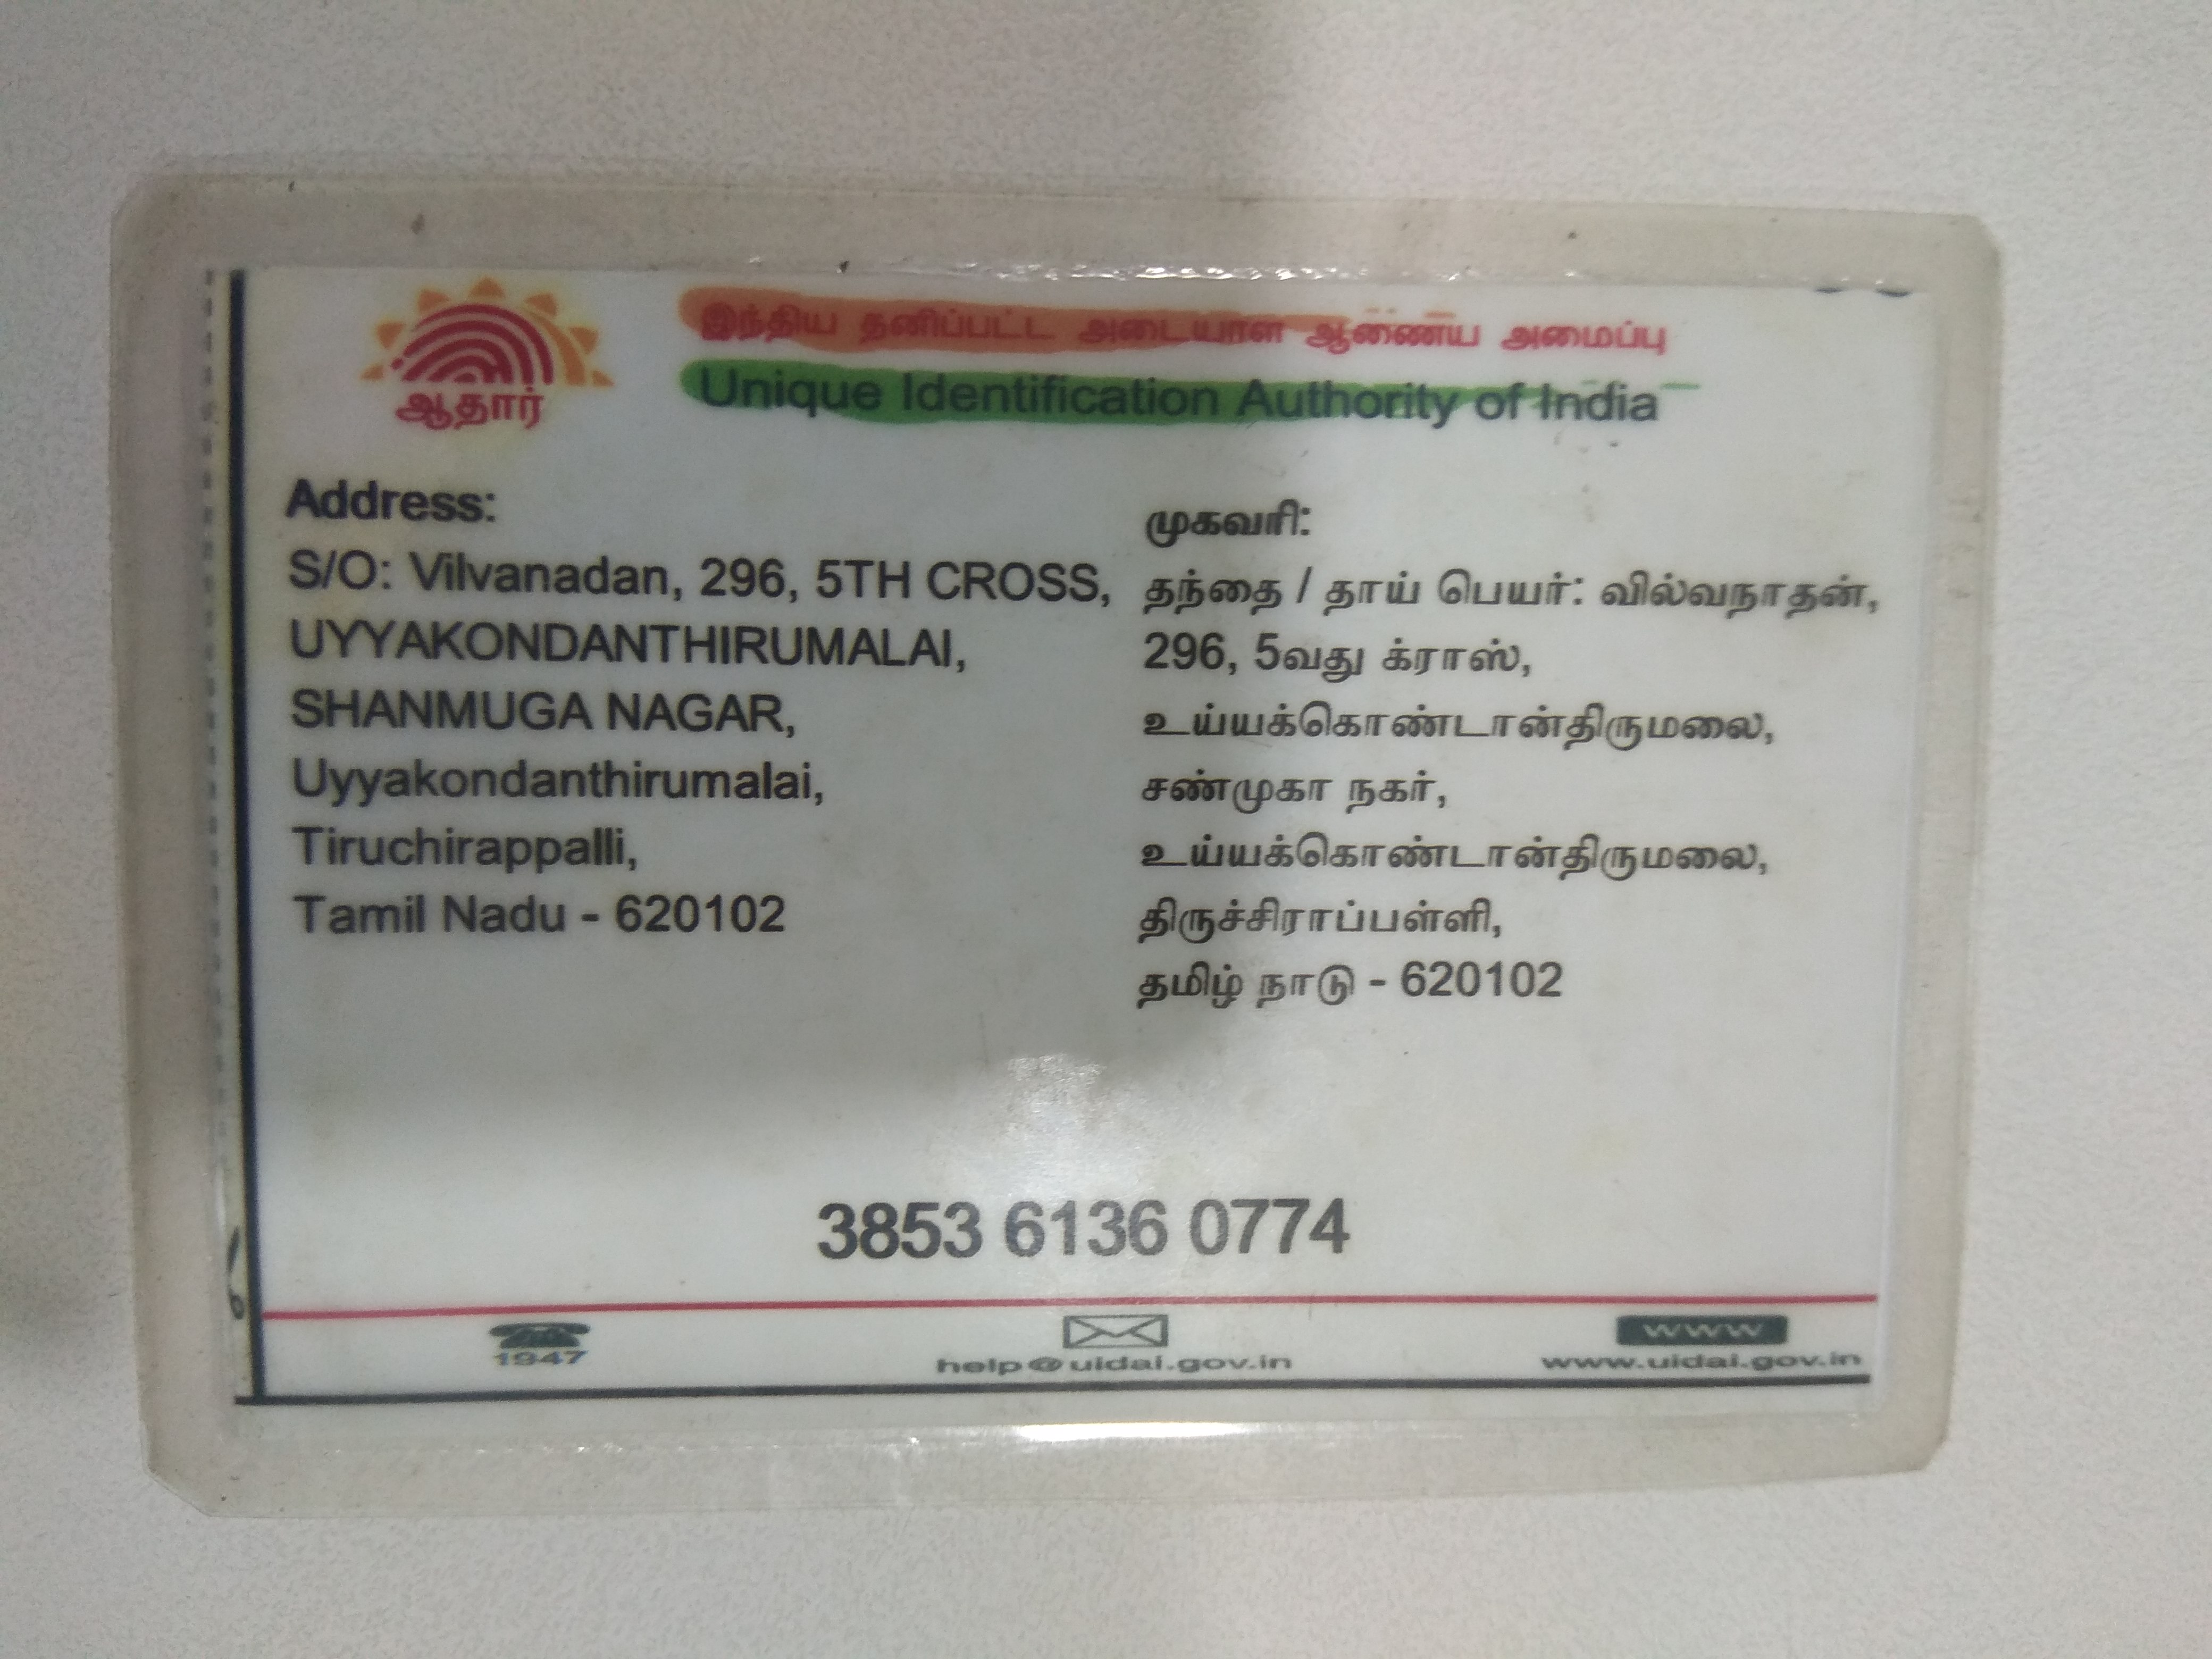 ஆதார்
இந்திய தனிப்பட்ட அடையாள ஆணைய அமைப்பு
Unique Identification Authority of India
Address:
S/O: Vilvanadan, 296, 5TH CROSS,
UYYAKONDANTHIRUMALAI,
SHANMUGA NAGAR,
Uyyakondanthirumalai,
Tiruchirappalli,
Tamil Nadu - 620102
முகவரி:
தந்தை / தாய் பெயர்: வில்வநாதன்,
296, 5வது க்ராஸ்,
உய்யக்கொண்டான்திருமலை,
சண்முகா நகர்,
உய்யக்கொண்டான்திருமலை,
திருச்சிராப்பள்ளி,
தமிழ் நாடு - 620102
3853 6136 0774
1947
help@uidai.gov.in
WWW
www.uidai.gov.in